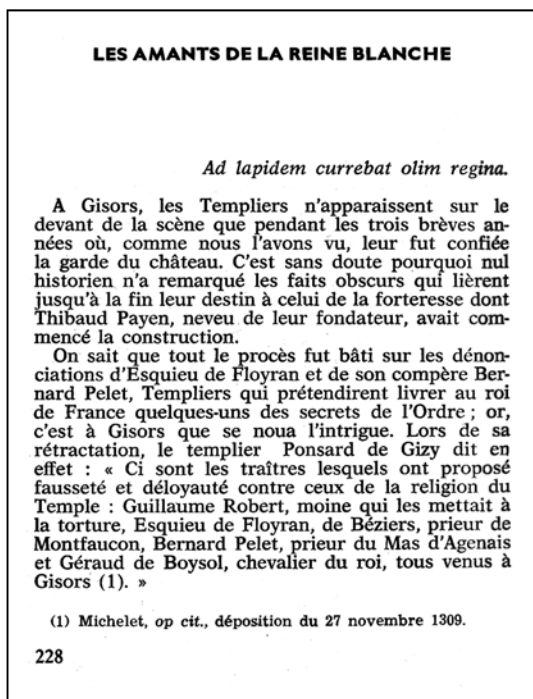 LES AMANTS DE LA REINE BLANCHE
Ad lapidem currebat olim regina.
A Gisors, les Templiers n'apparaissent sur le
devant de la scène que pendant les trois brèves an-
nées où, comme nous l'avons vu, leur fut confiée
la garde du château. C'est sans doute pourquoi nul
historien n'a remarqué les faits obscurs qui lièrent
jusqu'à la fin leur destin à celui de la forteresse dont
Thibaud Payen, neveu de leur fondateur, avait com-
mencé la construction.
On sait que tout le procès fut bâti sur les dénon-
ciations d'Esquieu de Floyran et de son compère Ber-
nard Pelet, Templiers qui prétendirent livrer au roi
de France quelques-uns des secrets de l'Ordre ; or,
c'est à Gisors que se noua l'intrigue. Lors de sa
rétractation, le templier Ponsard de Gizy dit en
effet : « Ci sont les traîtres lesquels ont proposé
fausseté et déloyauté contre ceux de la religion du
Temple : Guillaume Robert, moine qui les mettait à
la torture, Esquieu de Floyran, de Béziers, prieur de
Montfaucon, Bernard Pelet, prieur du Mas d'Agenais
et Géraud de Boysol, chevalier du roi, tous venus à
Gisors (1). »
(1) Michelet, op cit., déposition du 27 novembre 1309.
228